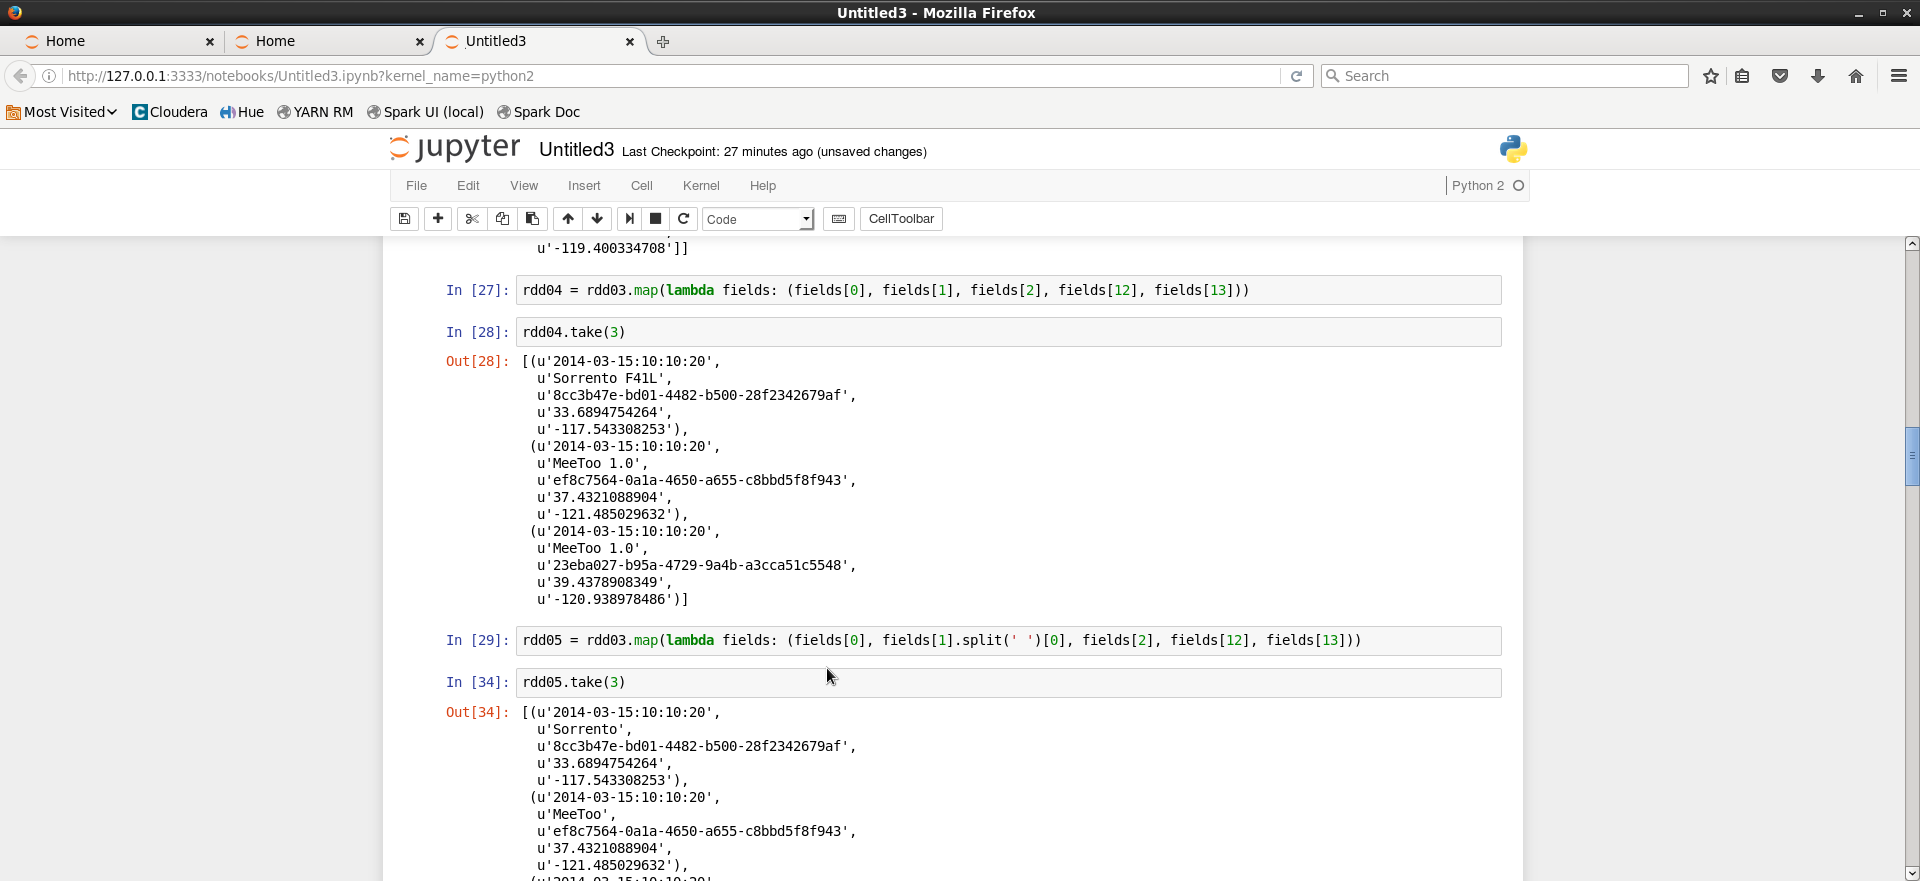 Untitled3 - Mozilla Firefox
Home Home Untitled3
http://127.0.0.1:3333/notebooks/Untitled3.ipynb?kernel_name=python2 Search
Most Visited Cloudera Hue YARN RM Spark UI (local) Spark Doc
jupyter Untitled3 Last Checkpoint: 27 minutes ago (unsaved changes)
File Edit View Insert Cell Kernel Help Python 2
Code CellToolbar
u'-119.400334708']]
In [27]: rdd04 = rdd03.map(lambda fields: (fields[0], fields[1], fields[2], fields[12], fields[13]))
In [28]: rdd04.take(3)
Out[28]: [(u'2014-03-15:10:10:20',
u'Sorrento F41L',
u'8cc3b47e-bd01-4482-b500-28f2342679af',
u'33.6894754264',
u'-117.543308253'),
(u'2014-03-15:10:10:20',
u'MeeToo 1.0',
u'ef8c7564-0a1a-4650-a655-c8bbd5f8f943',
u'37.4321088904',
u'-121.485029632'),
(u'2014-03-15:10:10:20',
u'MeeToo 1.0',
u'23eba027-b95a-4729-9a4b-a3cca51c5548',
u'39.4378908349',
u'-120.938978486')]
In [29]: rdd05 = rdd03.map(lambda fields: (fields[0], fields[1].split(' ')[0], fields[2], fields[12], fields[13]))
In [34]: rdd05.take(3)
Out[34]: [(u'2014-03-15:10:10:20',
u'Sorrento',
u'8cc3b47e-bd01-4482-b500-28f2342679af',
u'33.6894754264',
u'-117.543308253'),
(u'2014-03-15:10:10:20',
u'MeeToo',
u'ef8c7564-0a1a-4650-a655-c8bbd5f8f943',
u'37.4321088904',
u'-121.485029632'),